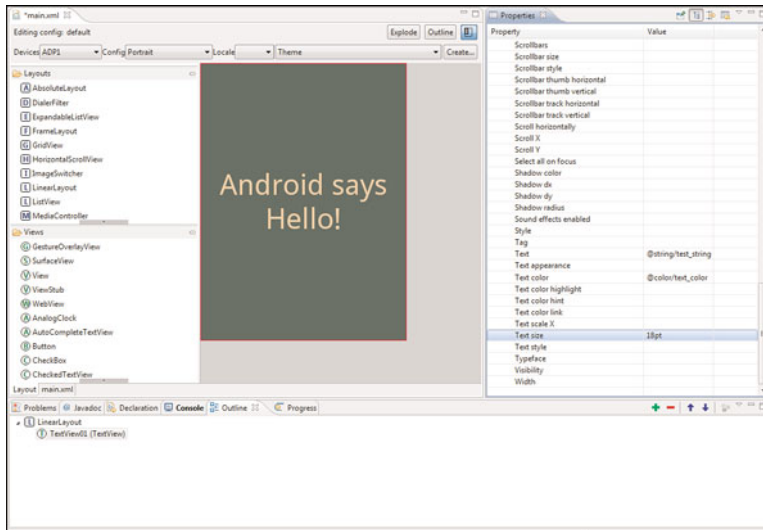 *main.xml
Editing config: default
Explode
Outline
Devices ADP1
Config Portrait
Locale
Theme
Create...
Layouts
A AbsoluteLayout
D DialerFilter
E ExpandableListView
F FrameLayout
G GridView
H HorizontalScrollView
I ImageSwitcher
L LinearLayout
L ListView
M MediaController
Views
G GestureOverlayView
S SurfaceView
V View
V ViewStub
W WebView
A AnalogClock
A AutoCompleteTextView
B Button
C CheckBox
C CheckedTextView
Layout main.xml
Android says
Hello!
Properties
Property Value
Scrollbars
Scrollbar size
Scrollbar style
Scrollbar thumb horizontal
Scrollbar thumb vertical
Scrollbar track horizontal
Scrollbar track vertical
Scroll horizontally
Scroll X
Scroll Y
Select all on focus
Shadow color
Shadow dx
Shadow dy
Shadow radius
Sound effects enabled
Style
Tag
Text @string/test_string
Text appearance
Text color @color/text_color
Text color highlight
Text color hint
Text color link
Text scale X
Text size 18pt
Text style
Typeface
Visibility
Width
Problems @ Javadoc Declaration Console Outline Progress
L LinearLayout
T TextView01 (TextView)